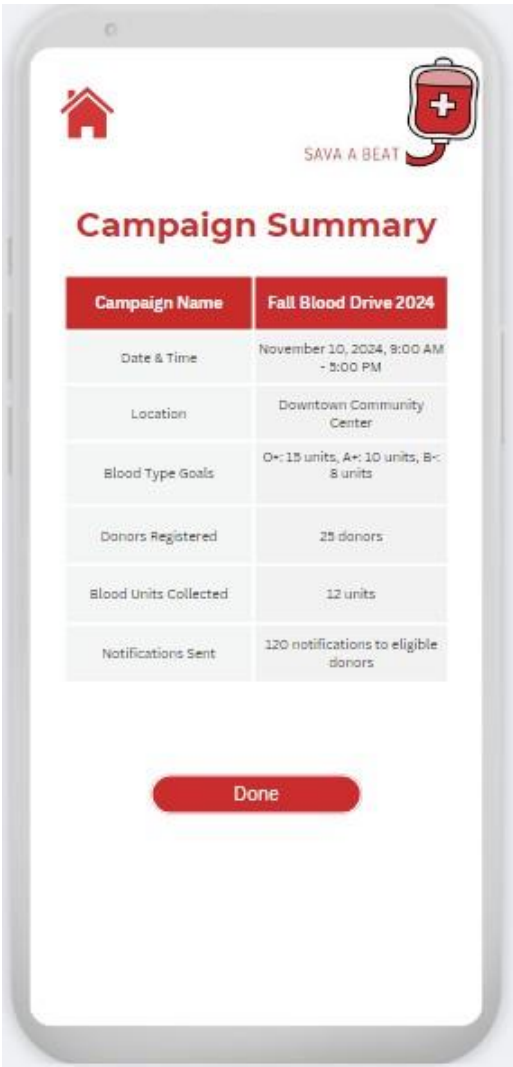 SAVA A BEAT
Campaign Summary
Campaign Name
Fall Blood Drive 2024
Date & Time
November 10, 2024, 9:00 AM
- 5:00 PM
Location
Downtown Community
Center
Blood Type Goals
O+: 15 units, A+: 10 units, B-:
8 units
Donors Registered
25 donors
Blood Units Collected
12 units
Notifications Sent
120 notifications to eligible
donors
Done